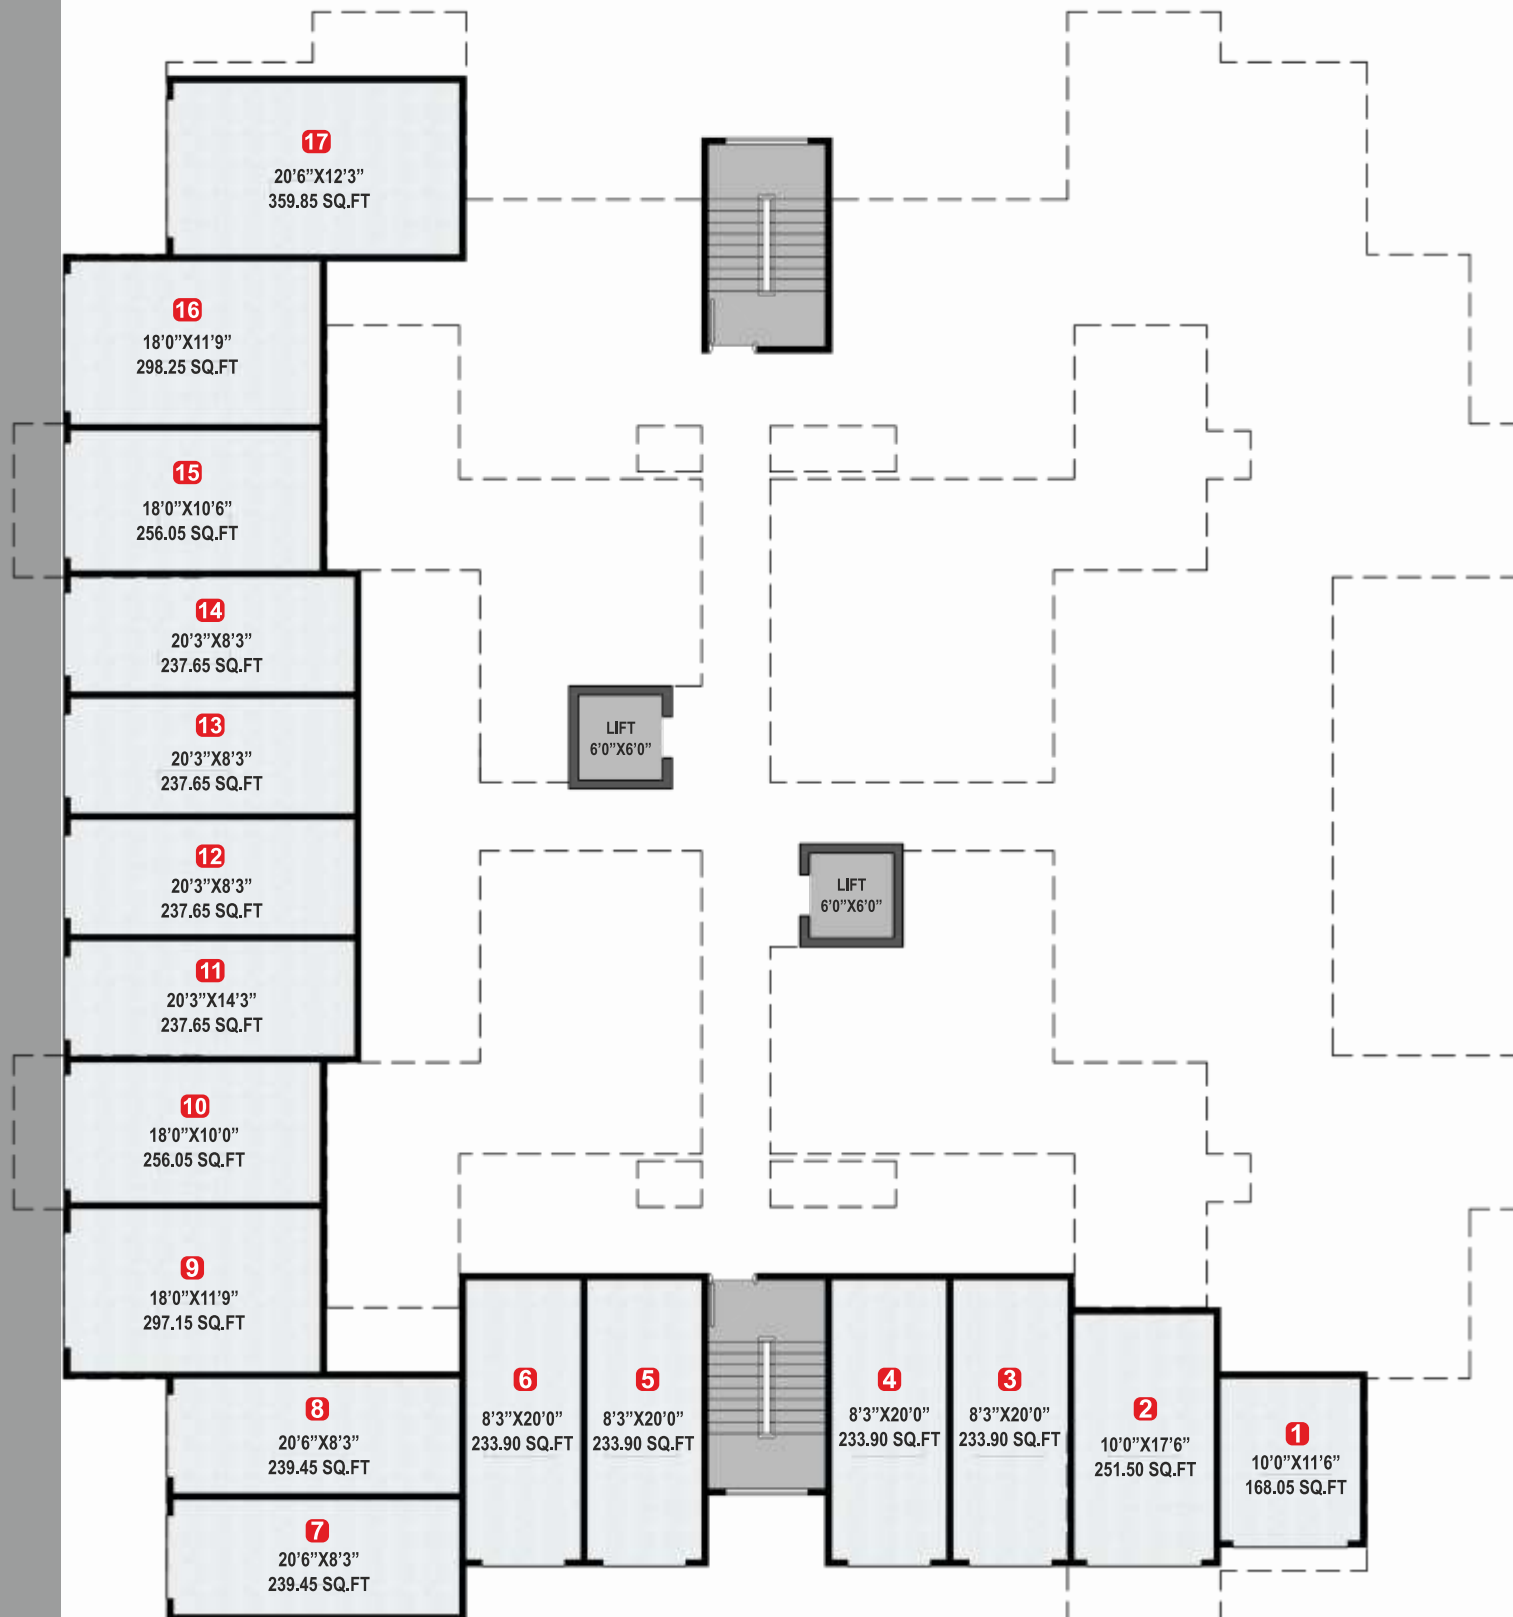 17
20’6”X12’3”
359.85 SQ.FT
16
18’0”X11’9”
298.25 SQ.FT
15
18’0”X10’6”
256.05 SQ.FT
14
20’3”X8’3”
237.65 SQ.FT
13
20’3”X8’3”
237.65 SQ.FT
LIFT
6’0”X6’0”
12
20’3”X8’3”
237.65 SQ.FT
LIFT
6’0”X6’0”
11
20’3”X14’3”
237.65 SQ.FT
10
18’0”X10’0”
256.05 SQ.FT
9
18’0”X11’9”
297.15 SQ.FT
8
20’6”X8’3”
239.45 SQ.FT
7
20’6”X8’3”
239.45 SQ.FT
6
8’3”X20’0”
233.90 SQ.FT
5
8’3”X20’0”
233.90 SQ.FT
4
8’3”X20’0”
233.90 SQ.FT
3
8’3”X20’0”
233.90 SQ.FT
2
10’0”X17’6”
251.50 SQ.FT
1
10’0”X11’6”
168.05 SQ.FT